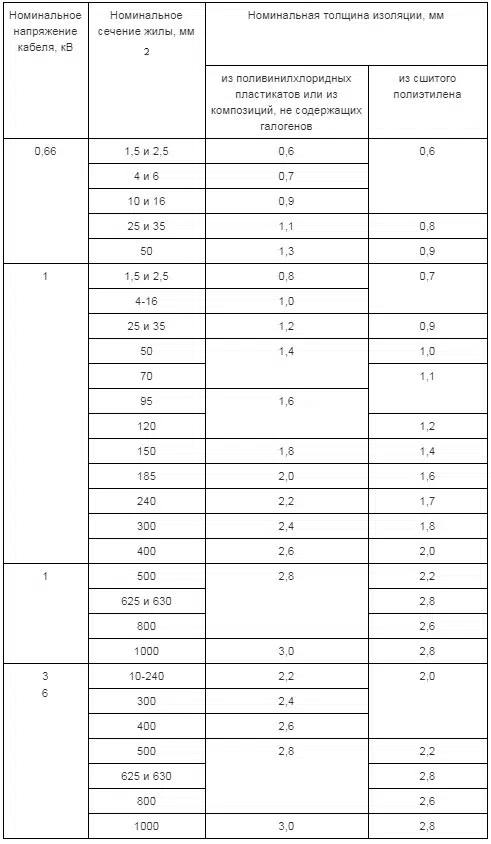 Номинальное напряжение кабеля, кВ
Номинальное сечение жилы, мм 2
Номинальная толщина изоляции, мм
из поливинилхлоридных пластикатов или из композиций, не содержащих галогенов
из сшитого полиэтилена
0,66 1,5 и 2,5 0,6 0,6
4 и 6 0,7
10 и 16 0,9
25 и 35 1,1 0,8
50 1,3 0,9
1 1,5 и 2,5 0,8 0,7
4-16 1,0
25 и 35 1,2 0,9
50 1,4 1,0
70 1,1
95 1,6
120 1,2
150 1,8 1,4
185 2,0 1,6
240 2,2 1,7
300 2,4 1,8
400 2,6 2,0
1 500 2,8 2,2
625 и 630 2,8
800 2,6
1000 3,0 2,8
3 10-240 2,2 2,0
6
300 2,4
400 2,6
500 2,8 2,2
625 и 630 2,8
800 2,6
1000 3,0 2,8